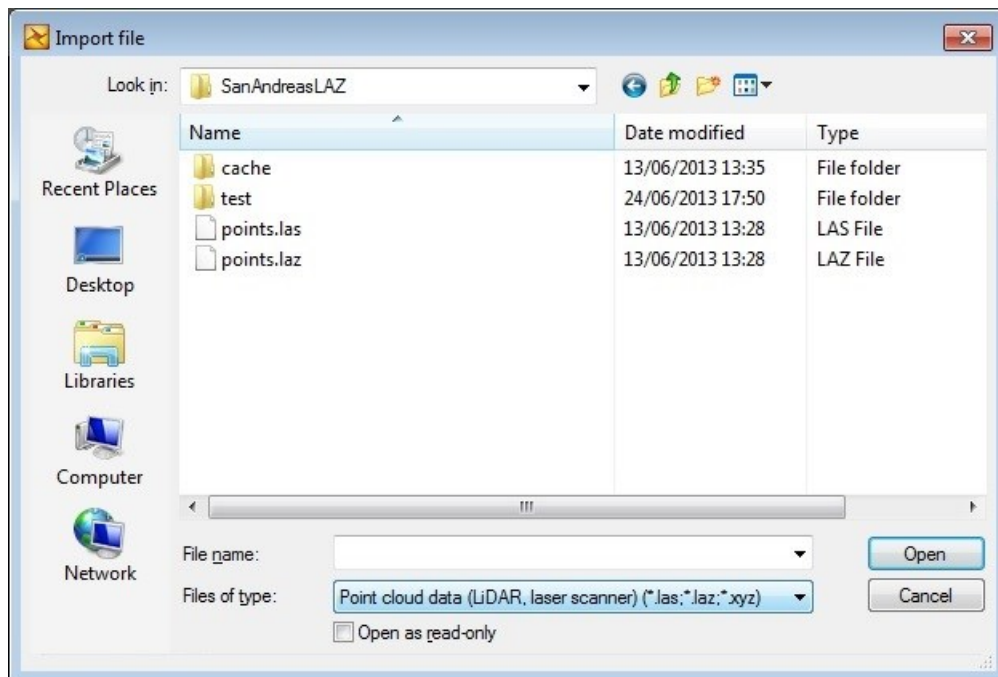 Import file
Look in: SanAndreasLAZ
Name Date modified Type
cache 13/06/2013 13:35 File folder
test 24/06/2013 17:50 File folder
points.las 13/06/2013 13:28 LAS File
points.laz 13/06/2013 13:28 LAZ File
Recent Places
Desktop
Libraries
Computer
Network
File name: Open
Files of type: Point cloud data (LiDAR, laser scanner) (*.las;*.laz;*.xyz) Cancel
Open as read-only